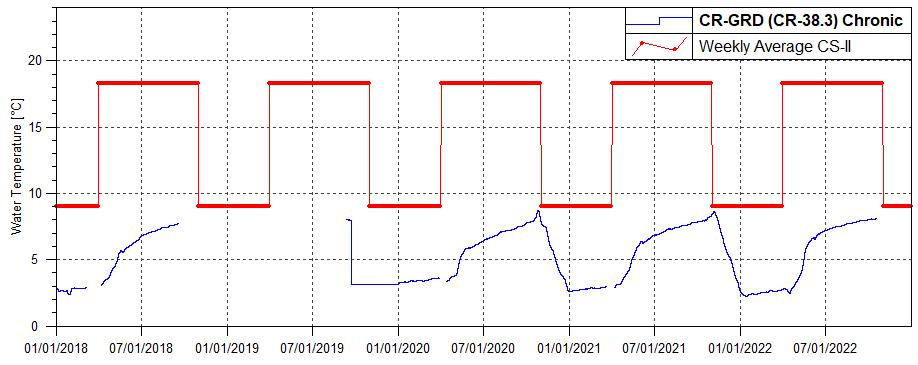 CR-GRD (CR-38.3) Chronic
Weekly Average CS-II
Water Temperature [°C]
20
15
10
5
0
01/01/2018 07/01/2018 01/01/2019 07/01/2019 01/01/2020 07/01/2020 01/01/2021 07/01/2021 01/01/2022 07/01/2022